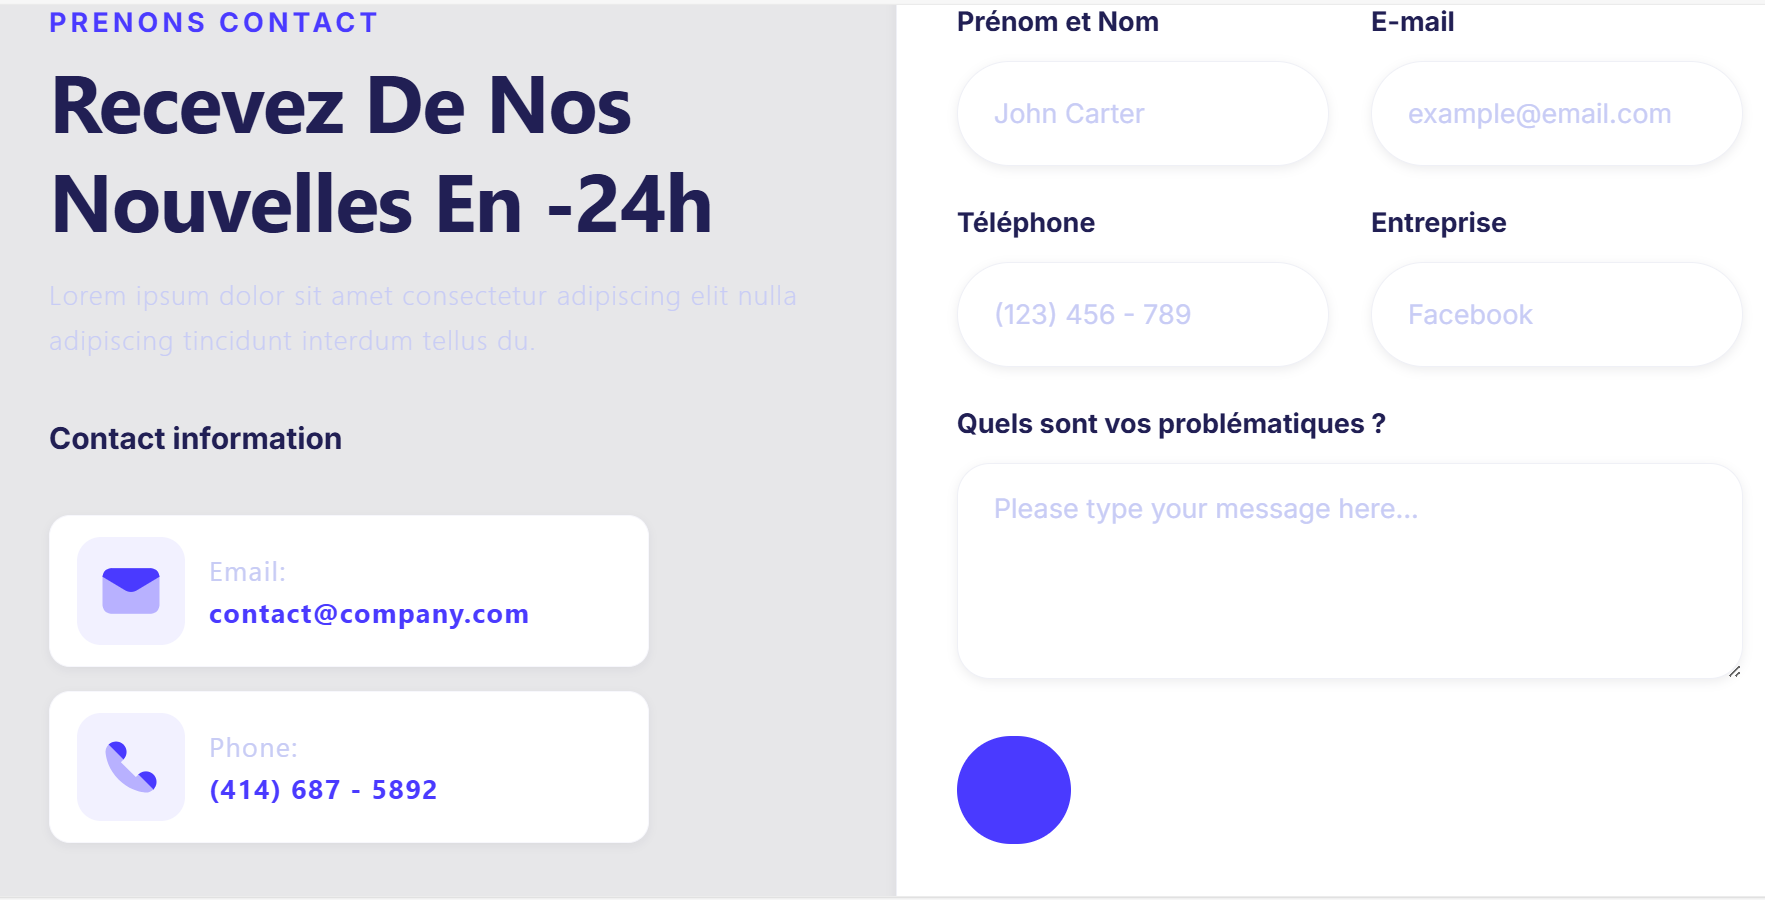 PRENONS CONTACT
Recevez De Nos
Nouvelles En -24h
Lorem ipsum dolor sit amet consectetur adipiscing elit nulla
adipiscing tincidunt interdum tellus du.
Contact information
Email:
contact@company.com
Phone:
(414) 687 - 5892
Prénom et Nom
John Carter
E-mail
example@email.com
Téléphone
(123) 456 - 789
Entreprise
Facebook
Quels sont vos problématiques ?
Please type your message here...